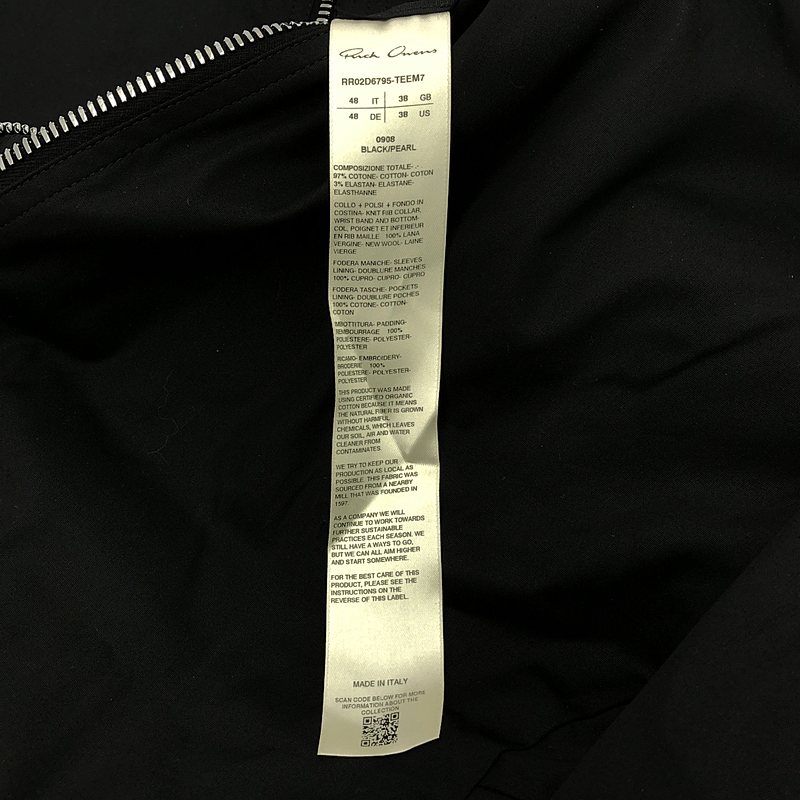 Rick Owens
RR02D6795-TEEM7
48 IT 38 GB
48 DE 38 US
0908
BLACK/PEARL
COMPOSIZIONE TOTALE- -
97% COTONE- COTTON- COTON
3% ELASTAN- ELASTANE-
ELASTHANNE
COLLO + POLSI + FONDO IN
COSTINA- KNIT RIB COLLAR,
WRIST BAND AND BOTTOM-
COL, POIGNET ET INFERIEUR
EN RIB MAILLE 100% LANA
VERGINE- NEW WOOL- LAINE
VIERGE
FODERA MANICHE- SLEEVES
LINING- DOUBLURE MANCHES
100% CUPRO- CUPRO- CUPRO
FODERA TASCHE- POCKETS
LINING- DOUBLURE POCHES
100% COTONE- COTTON-
COTON
IMBOTTITURA- PADDING-
REMBOURRAGE 100%
POLIESTERE- POLYESTER-
POLYESTER
RICAMO- EMBROIDERY-
BRODERIE 100%
POLIESTERE- POLYESTER-
POLYESTER
THIS PRODUCT WAS MADE
USING CERTIFIED ORGANIC
COTTON BECAUSE IT MEANS
THE NATURAL FIBER IS GROWN
WITHOUT HARMFUL
CHEMICALS, WHICH LEAVES
OUR SOIL, AIR AND WATER
CLEANER FROM
CONTAMINATES.
WE TRY TO KEEP OUR
PRODUCTION AS LOCAL AS
POSSIBLE. THIS FABRIC WAS
SOURCED FROM A NEARBY
MILL THAT WAS FOUNDED IN
1597.
AS A COMPANY WE WILL
CONTINUE TO WORK TOWARDS
FURTHER SUSTAINABLE
PRACTICES EACH SEASON. WE
STILL HAVE A WAYS TO GO,
BUT WE CAN ALL AIM HIGHER
AND START SOMEWHERE.
FOR THE BEST CARE OF THIS
PRODUCT, PLEASE SEE THE
INSTRUCTIONS ON THE
REVERSE OF THIS LABEL.
MADE IN ITALY
SCAN CODE BELOW FOR MORE
INFORMATION ABOUT THE
COLLECTION